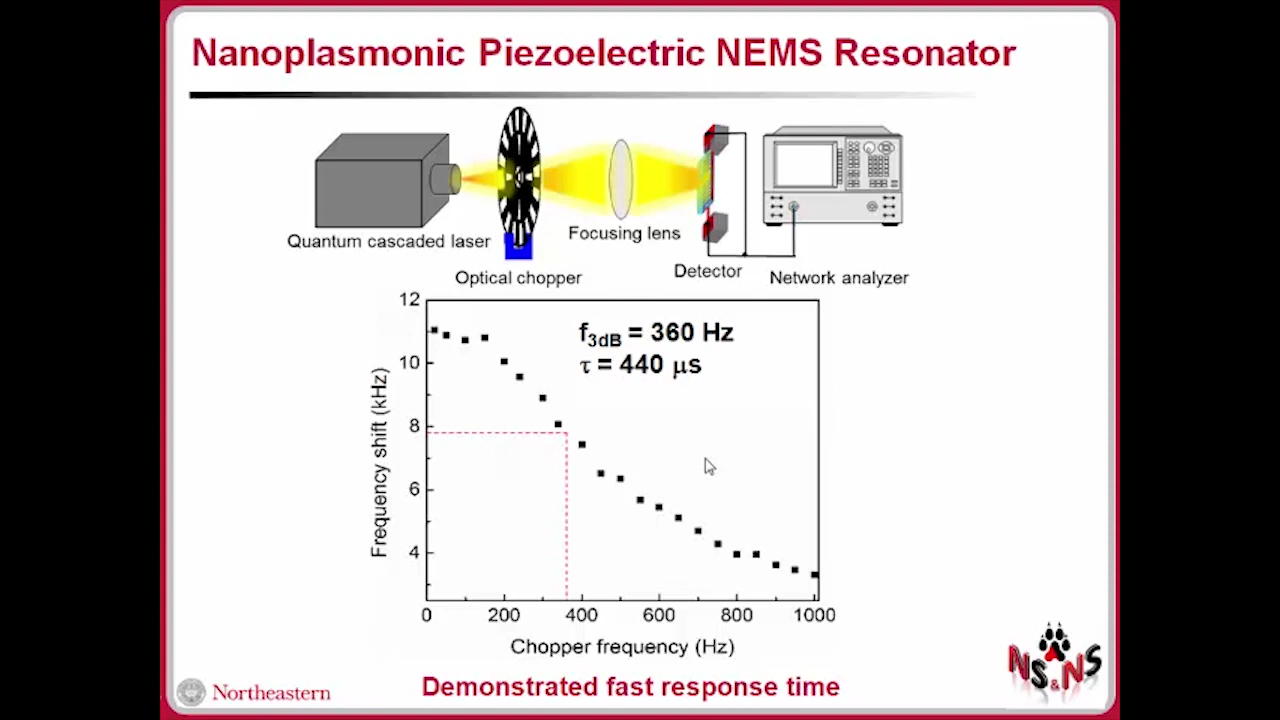 Nanoplasmonic Piezoelectric NEMS Resonator
Quantum cascaded laser
Focusing lens
Optical chopper
Detector
Network analyzer
f3dB = 360 Hz
τ = 440 μs
Frequency shift (kHz)
12
10
8
6
4
0 200 400 600 800 1000
Chopper frequency (Hz)
Demonstrated fast response time
Northeastern
NS&NS